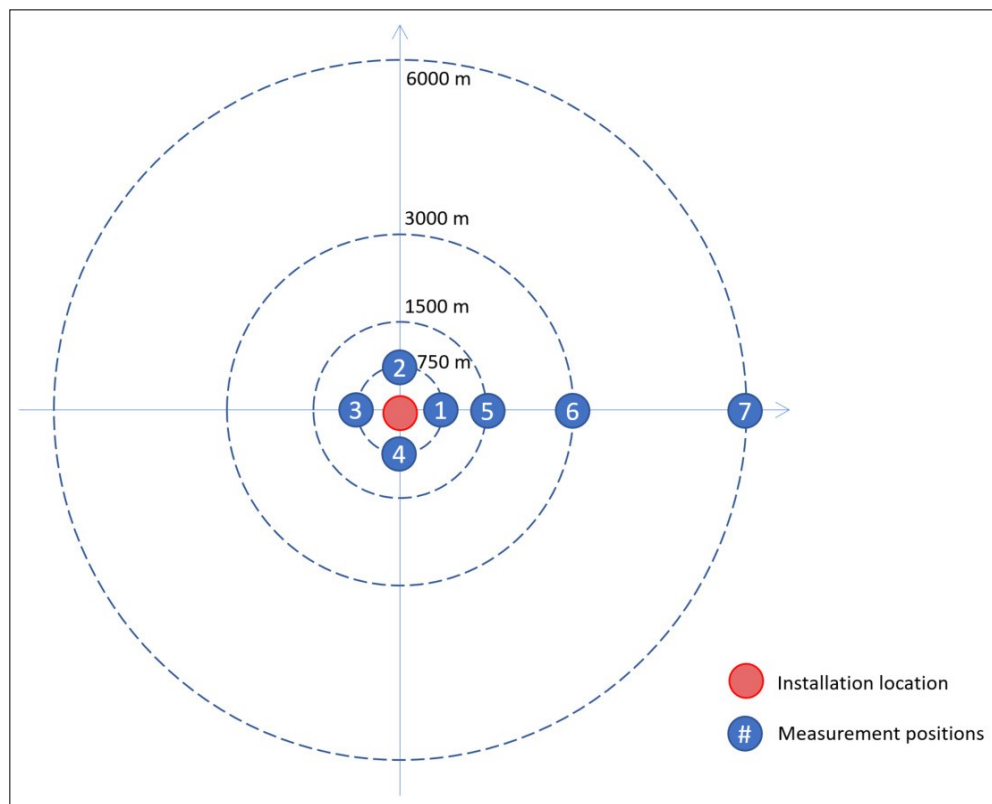 6000 m
3000 m
1500 m
750 m
2
3
1
5
6
7
4
Installation location
# Measurement positions